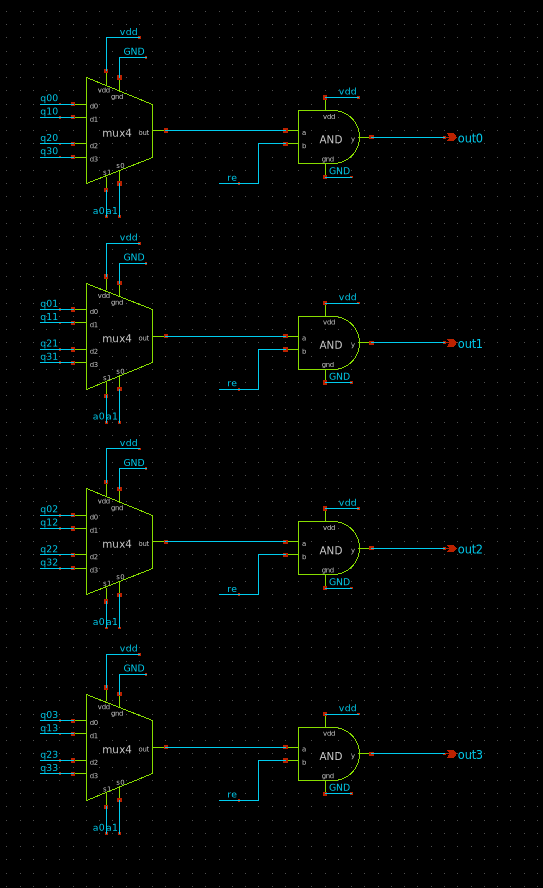 vdd
GND
vdd
q00
vdd gnd
d0
vdd
q10
d1
mux4
out
a
AND
y
out0
q20
d2
b
q30
d3
s1 s0
gnd
GND
re
a0 a1
vdd
GND
vdd
q01
vdd gnd
d0
vdd
q11
d1
mux4
out
a
AND
y
out1
q21
d2
b
q31
d3
s1 s0
gnd
GND
re
a0 a1
vdd
GND
vdd
q02
vdd gnd
d0
vdd
q12
d1
mux4
out
a
AND
y
out2
q22
d2
b
q32
d3
s1 s0
gnd
GND
re
a0 a1
vdd
GND
vdd
q03
vdd gnd
d0
vdd
q13
d1
mux4
out
a
AND
y
out3
q23
d2
b
q33
d3
s1 s0
gnd
GND
re
a0 a1